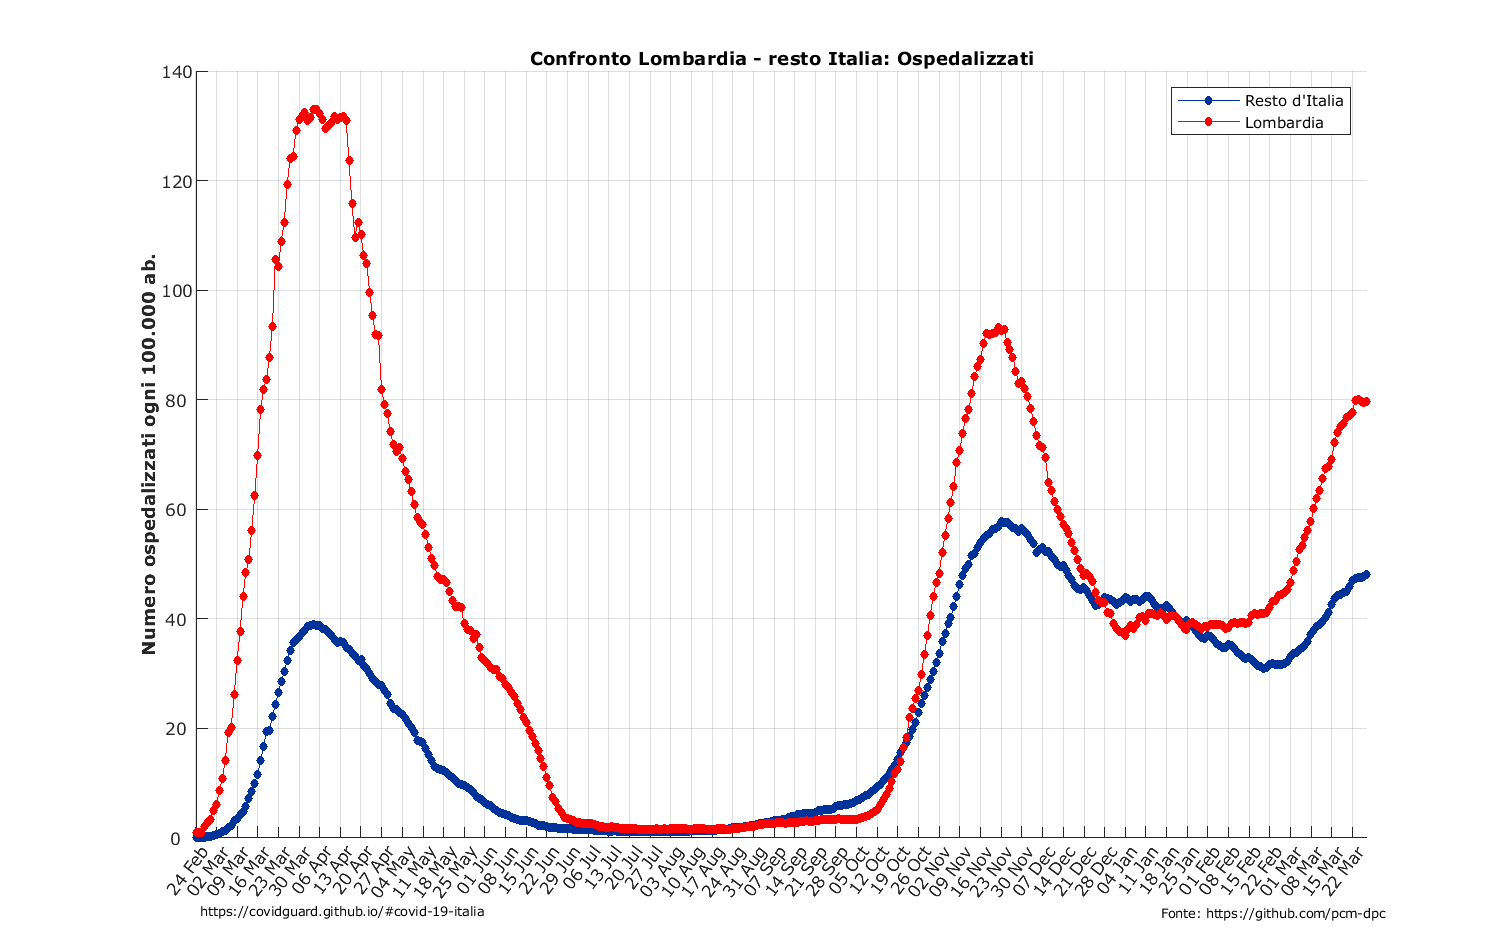 Confronto Lombardia - resto Italia: Ospedalizzati
Numero ospedalizzati ogni 100.000 ab.
140
120
100
80
60
40
20
0
Resto d'Italia
Lombardia
24 Feb
02 Mar
09 Mar
16 Mar
23 Mar
30 Mar
06 Apr
13 Apr
20 Apr
27 Apr
04 May
11 May
18 May
25 May
01 Jun
08 Jun
15 Jun
22 Jun
29 Jun
06 Jul
13 Jul
20 Jul
27 Jul
03 Aug
10 Aug
17 Aug
24 Aug
31 Aug
07 Sep
14 Sep
21 Sep
28 Sep
05 Oct
12 Oct
19 Oct
26 Oct
02 Nov
09 Nov
16 Nov
23 Nov
30 Nov
07 Dec
14 Dec
21 Dec
28 Dec
04 Jan
11 Jan
18 Jan
25 Jan
01 Feb
08 Feb
15 Feb
22 Feb
01 Mar
08 Mar
15 Mar
22 Mar
https://covidguard.github.io/#covid-19-italia
Fonte: https://github.com/pcm-dpc